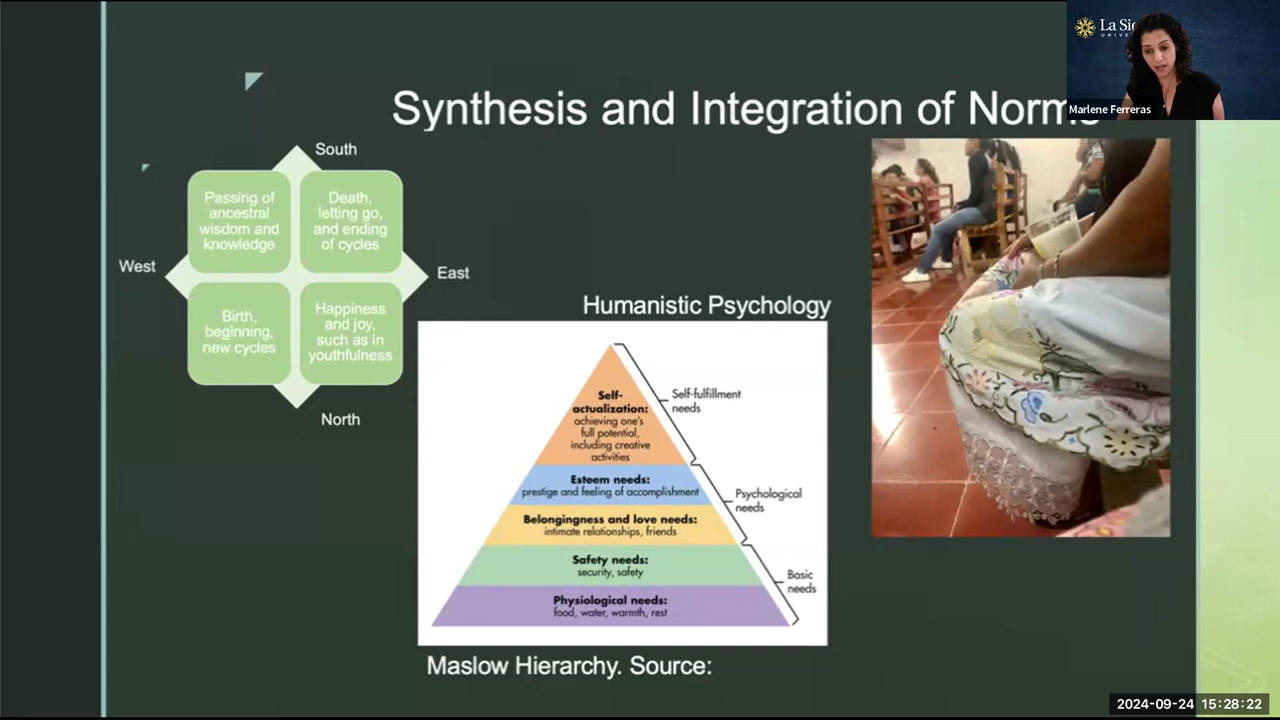 La Sie
UNIVE
Marlene Ferreras
Synthesis and Integration of Norms
South
Passing of
ancestral
wisdom and
knowledge
Death,
letting go,
and ending
of cycles
West
East
Birth,
beginning,
new cycles
Happiness
and joy,
such as in
youthfulness
North
Humanistic Psychology
Self-
actualization:
achieving one's
full potential,
including creative
activities
Self-fulfillment
needs
Esteem needs:
prestige and feeling of accomplishment
Psychological
needs
Belongingness and love needs:
intimate relationships, friends
Safety needs:
security, safety
Basic
needs
Physiological needs:
food, water, warmth, rest
Maslow Hierarchy. Source:
2024-09-24 15:28:22